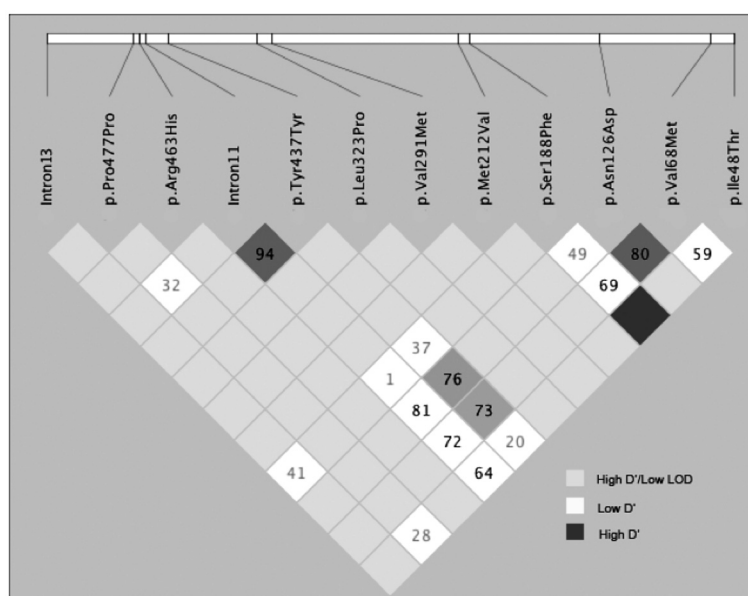 Intron13
p.Pro477Pro
p.Arg463His
Intron11
p.Tyr437Tyr
p.Leu323Pro
p.Val291Met
p.Met212Val
p.Ser188Phe
p.Asn126Asp
p.Val68Met
p.Ile48Thr
94
49
80
59
32
69
37
1
76
81
73
72
20
41
64
28
High D'/Low LOD
Low D'
High D'